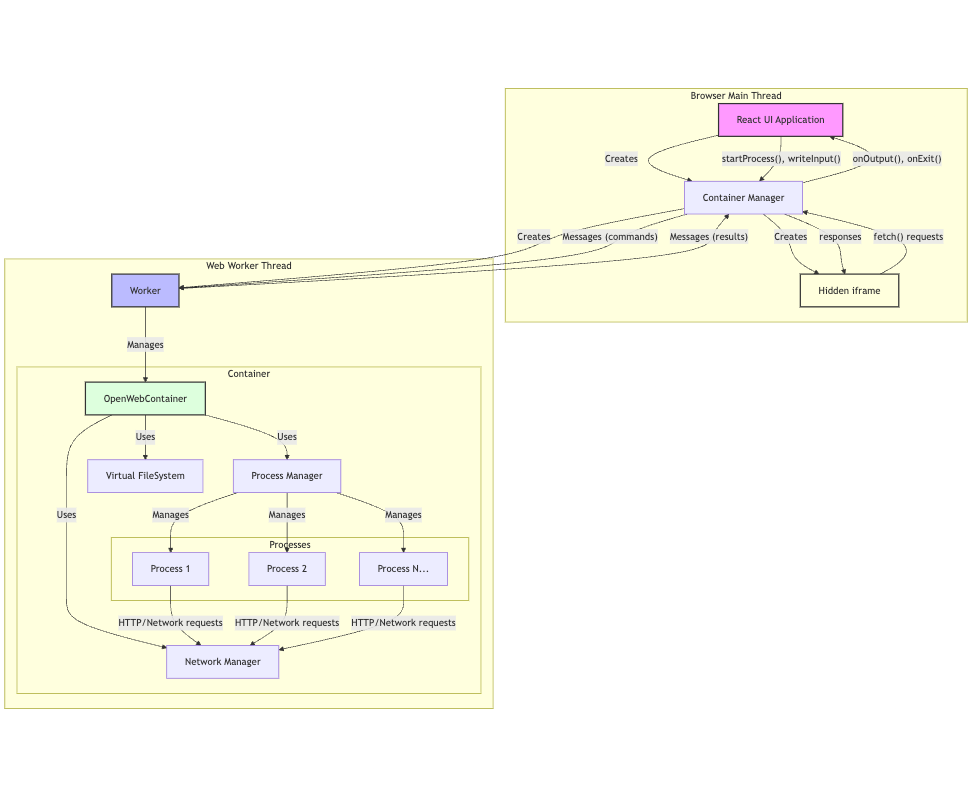 Browser Main Thread
React UI Application
Creates
startProcess(), writeInput()
onOutput(), onExit()
Container Manager
Creates
Messages (commands)
Messages (results)
Creates
responses
fetch() requests
Hidden iframe
Web Worker Thread
Worker
Manages
Container
OpenWebContainer
Uses
Uses
Virtual FileSystem
Process Manager
Uses
Manages
Manages
Manages
Processes
Process 1
Process 2
Process N...
HTTP/Network requests
HTTP/Network requests
HTTP/Network requests
Network Manager